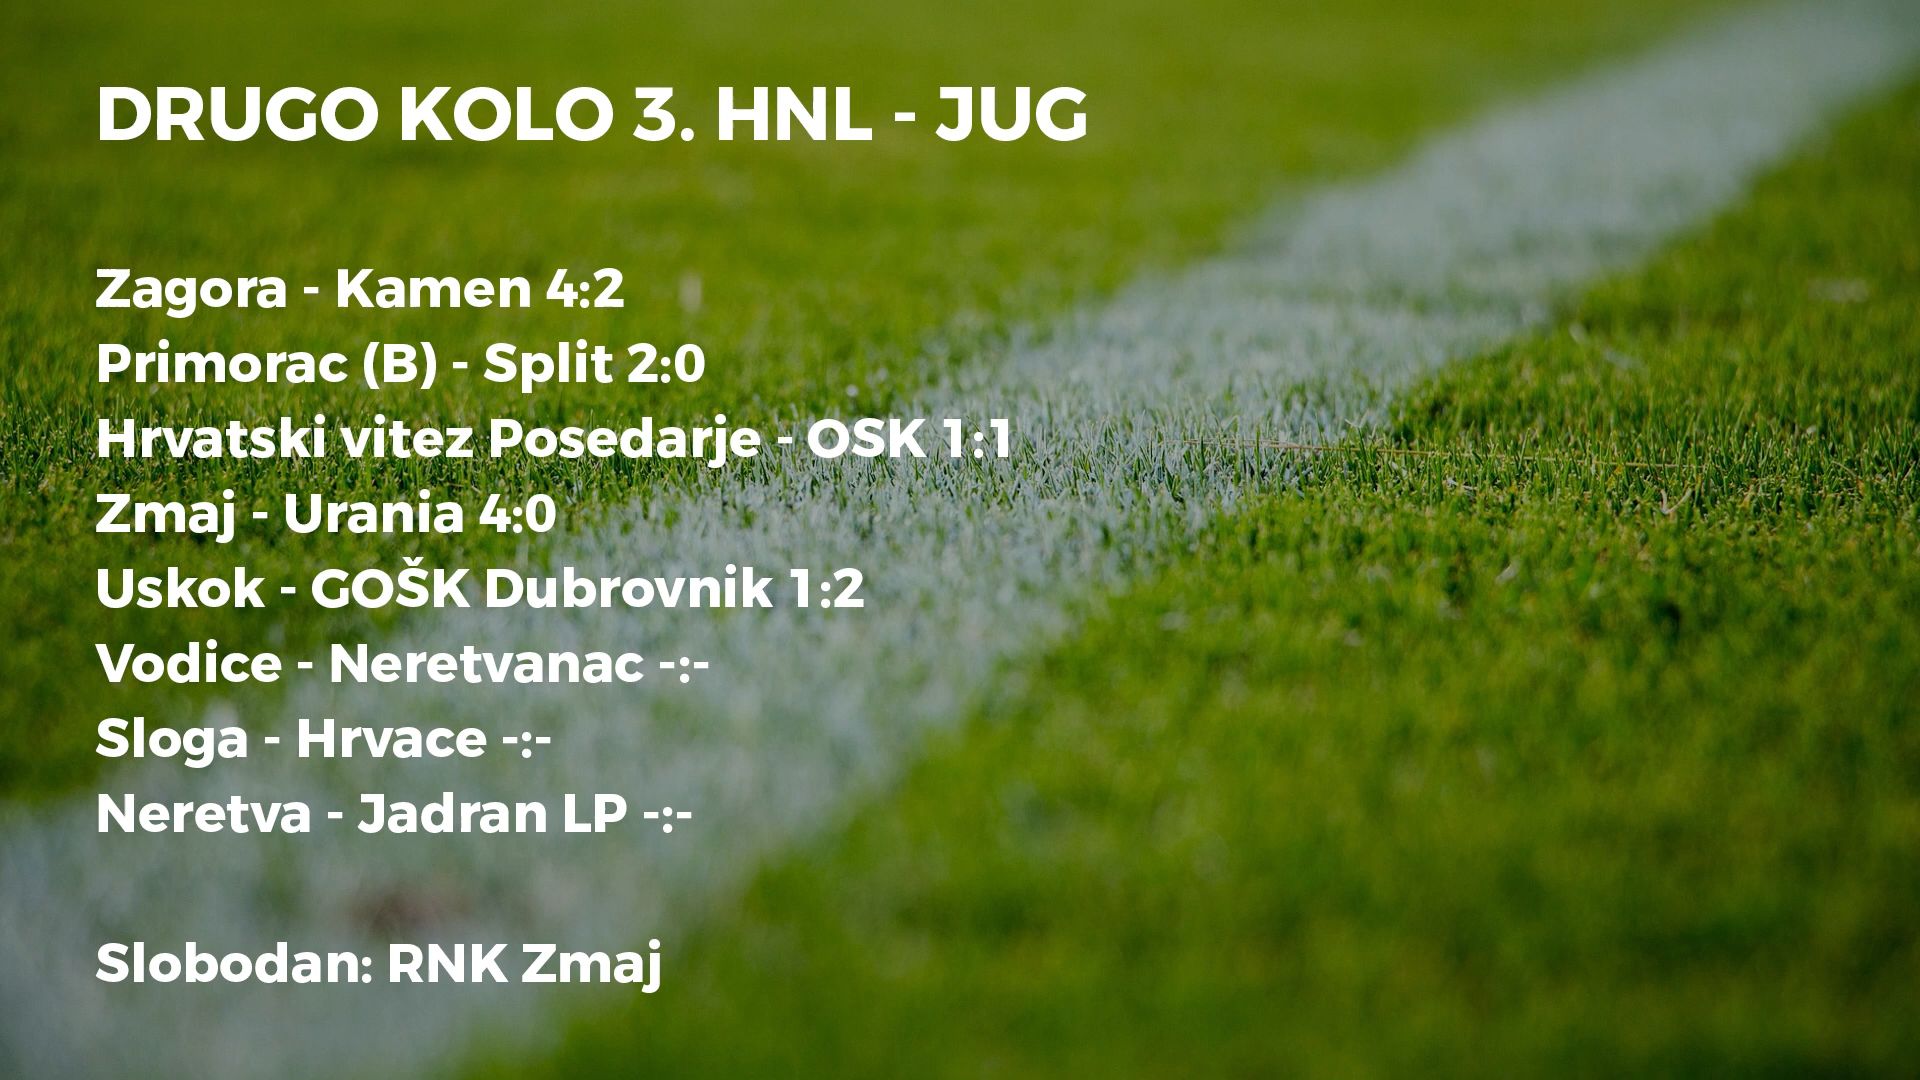 DRUGO KOLO 3. HNL - JUG
Zagora - Kamen 4:2
Primorac (B) - Split 2:0
Hrvatski vitez Posedarje - OSK 1:1
Zmaj - Urania 4:0
Uskok - GOŠK Dubrovnik 1:2
Vodice - Neretvanac -:-
Sloga - Hrvace -:-
Neretva - Jadran LP -:-
Slobodan: RNK Zmaj